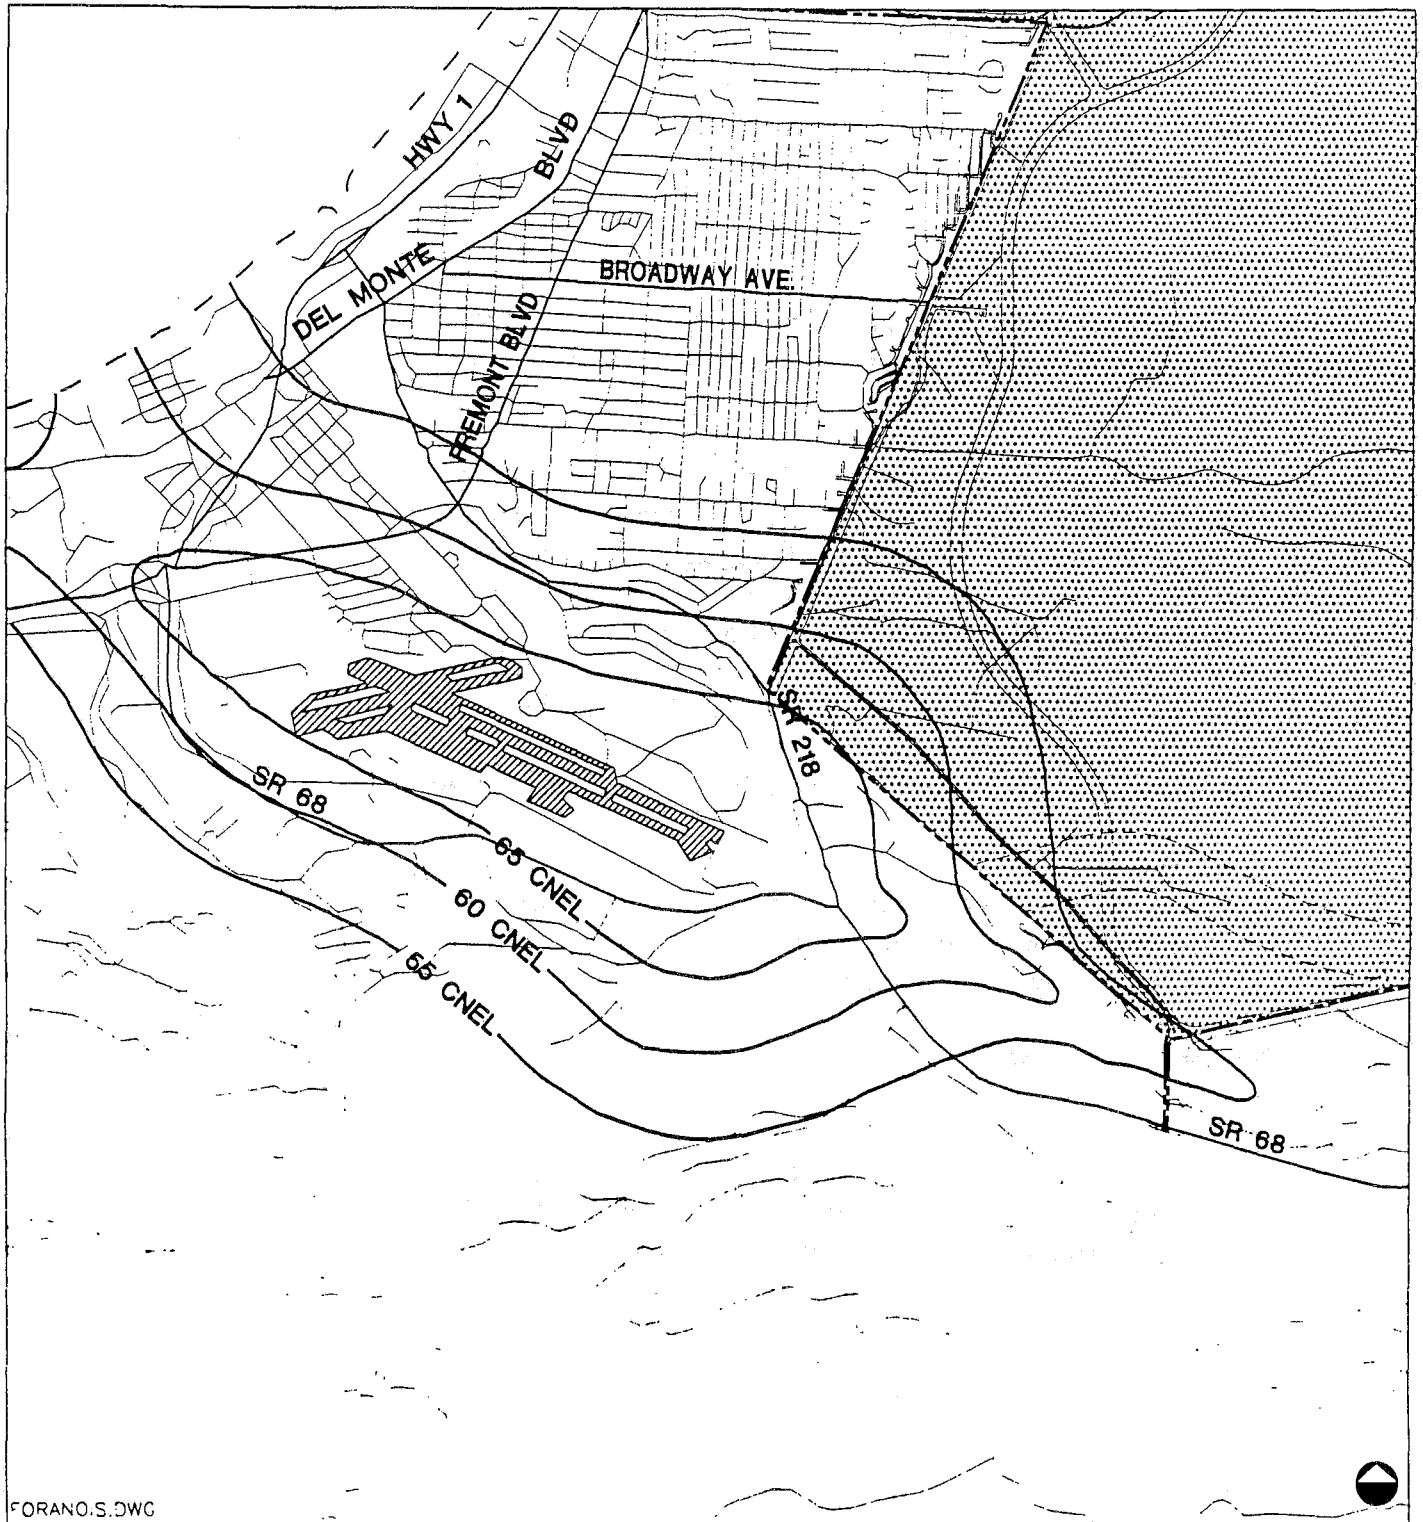 HWY 1
BLVD
DEL MONTE
BROADWAY AVE.
FREMONT BLVD
SR 218
SR 68
65 CNEL
60 CNEL
55 CNEL
SR 68
FORANO.S.DWG